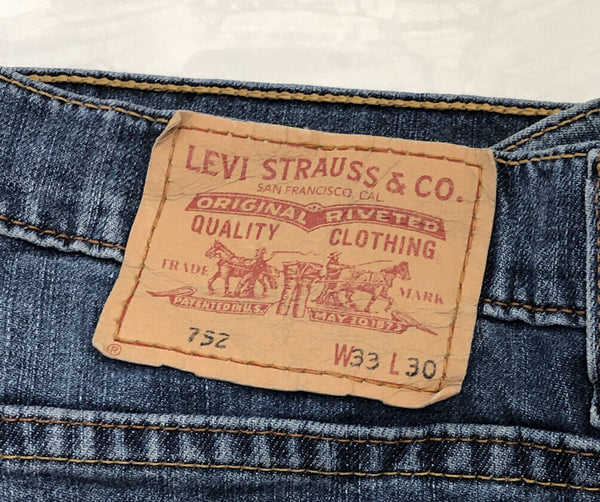 LEVI STRAUSS & CO.
SAN FRANCISCO, CAL.
ORIGINAL RIVETED
QUALITY CLOTHING
TRADE MARK
PATENTED IN U.S. MAY 20 1873
752 W33 L30
®